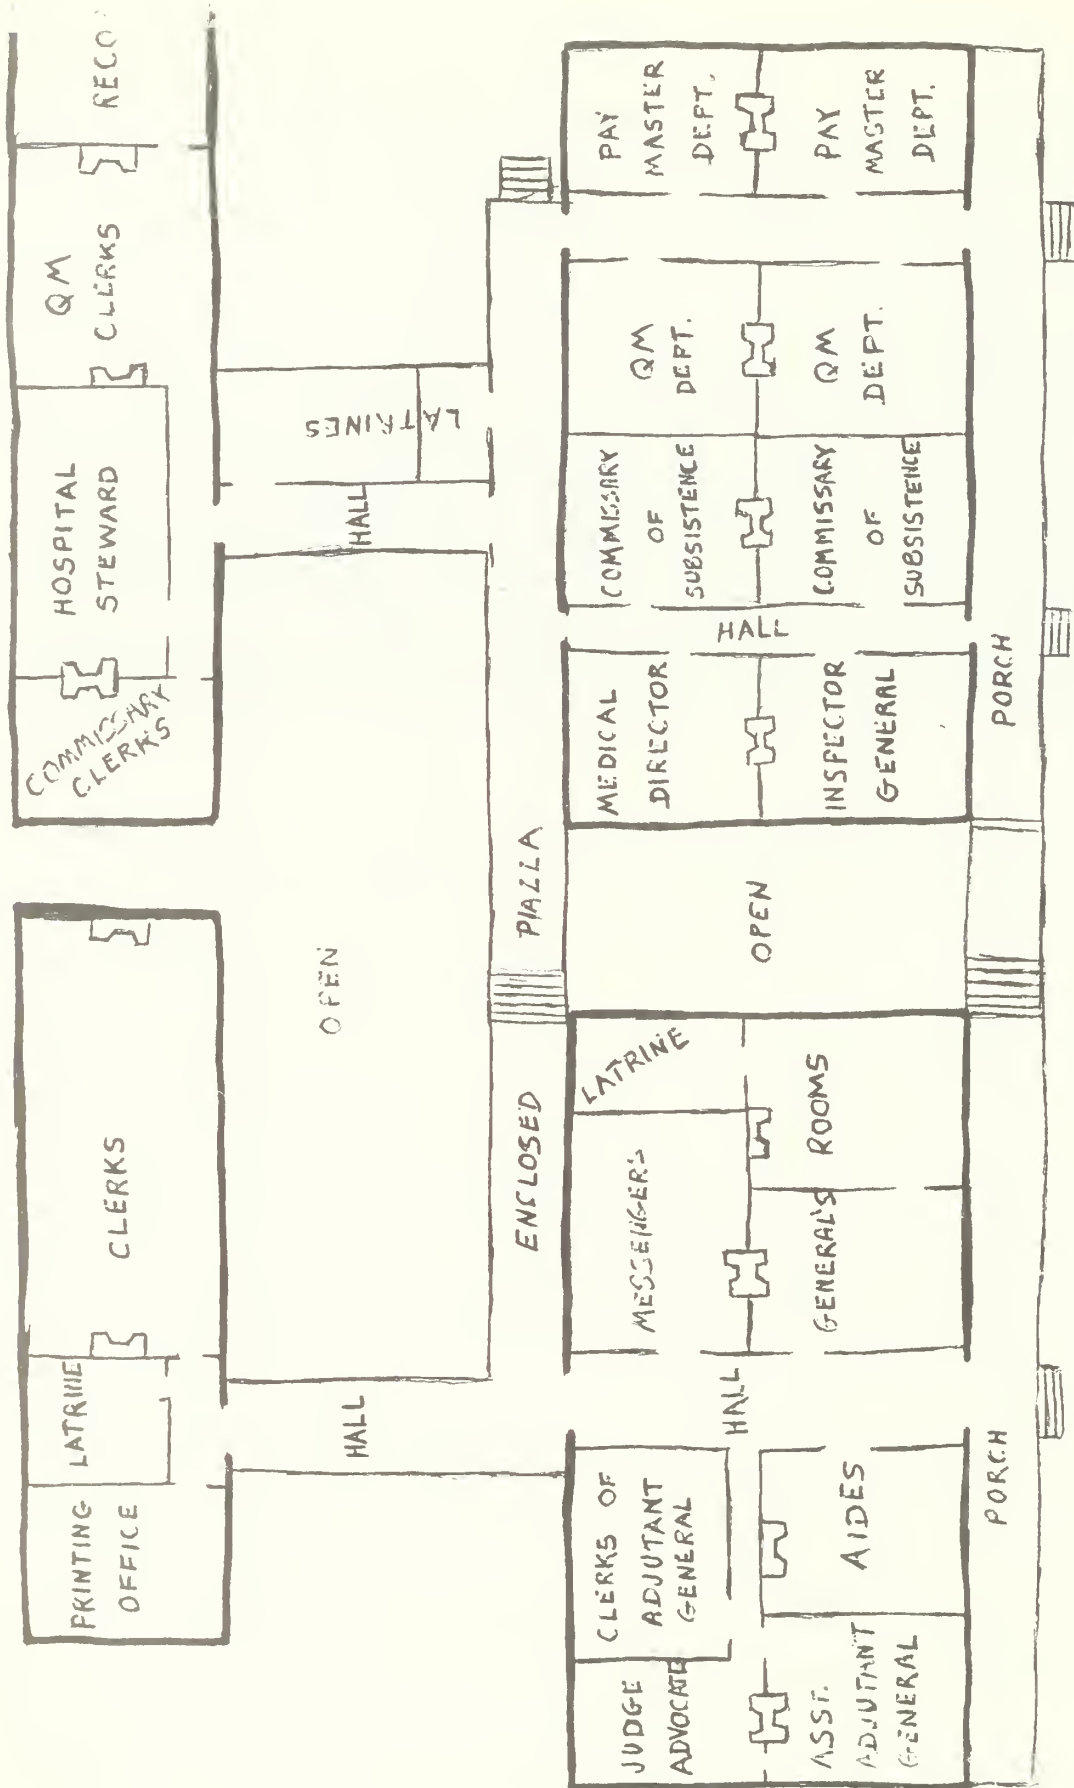 PRINTING
OFFICE
LATRINE
CLERKS
COMMISSARY
CLERKS
HOSPITAL
STEWARD
QM
CLERKS
RECO
HALL
OPEN
HALL
LATRINES
ENCLOSED PIALLA
JUDGE
ADVOCATE
CLERKS OF
ADJUTANT
GENERAL
HALL
MESSENGERS
LATRINE
OPEN
MEDICAL
DIRECTOR
HALL
COMMISSARY
OF
SUBSISTENCE
QM
DEPT.
PAY
MASTER
DEPT.
ASST.
ADJUTANT
GENERAL
AIDES
GENERAL'S ROOMS
INSPECTOR
GENERAL
COMMISSARY
OF
SUBSISTENCE
QM
DEPT.
PAY
MASTER
DEPT.
PORCH
PORCH